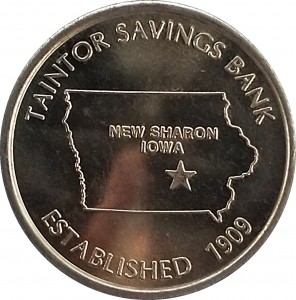 TAINTOR SAVINGS BANK
NEW SHARON
IOWA
ESTABLISHED 1909